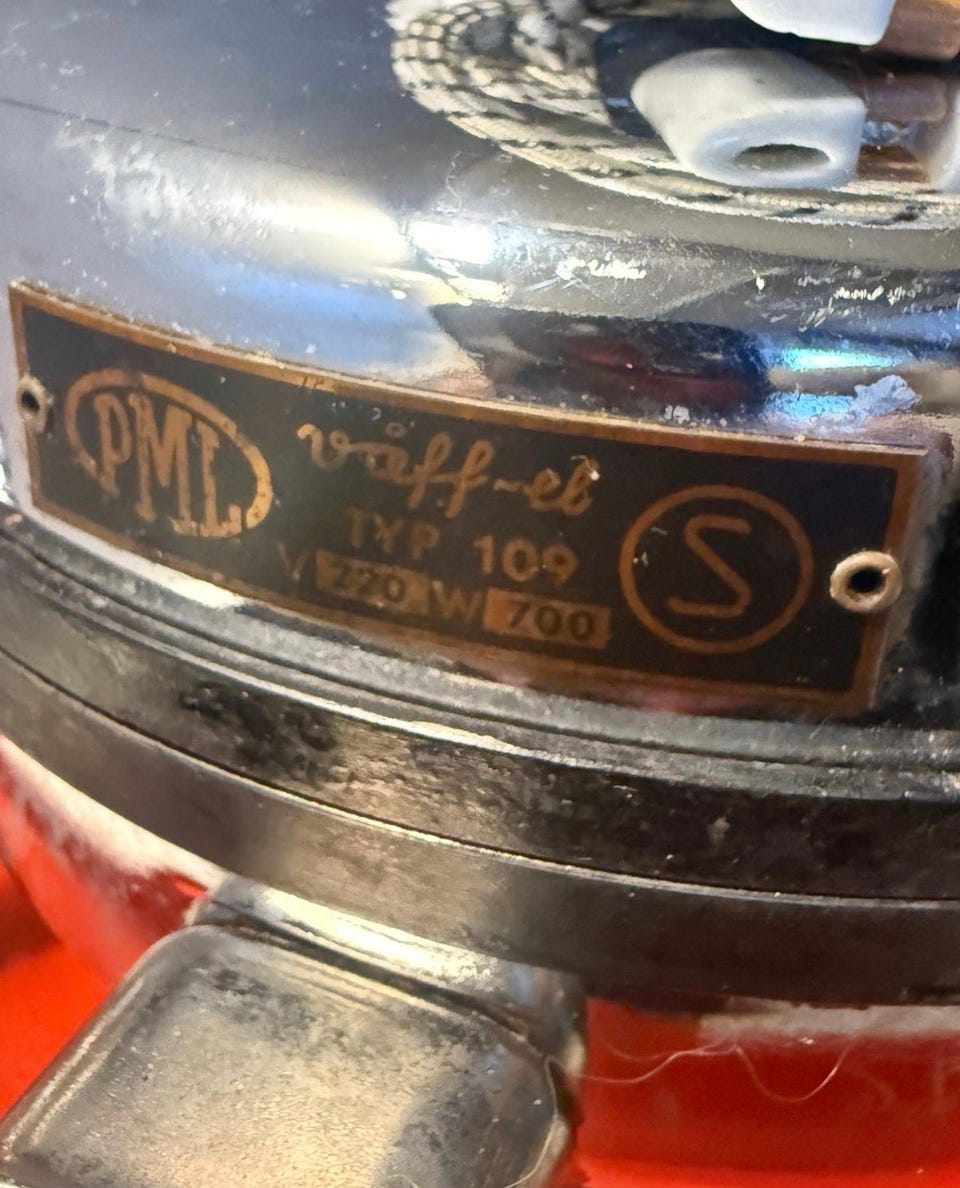 PML
våff-el
TYP 109
V 220 W 700
S